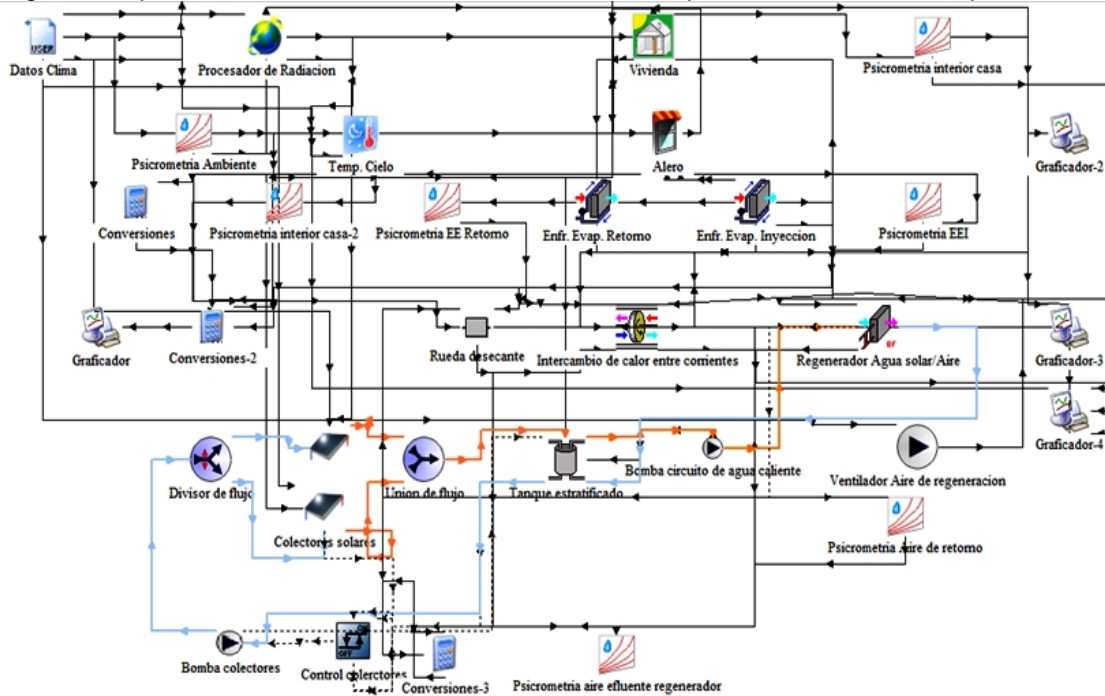 USER
Datos Clima
Procesador de Radiacion
Vivienda
Psicrometria interior casa
Psicrometria Ambiente
Temp. Cielo
Alero
Graficador-2
Conversiones
Psicrometria interior casa-2
Psicrometria EE Retorno
Enfr. Evap. Retorno
Enfr. Evap. Inyeccion
Psicrometria EEI
Graficador
Conversiones-2
Rueda desecante
Intercambio de calor entre corrientes
Regenerador Agua solar/Aire
Graficador-3
Graficador-4
Divisor de flujo
Union de flujo
Tanque estratificado
Bomba circuito de agua caliente
Ventilador Aire de regeneracion
Colectores solares
Psicrometria Aire de retorno
Bomba colectores
OFF
Control colerctores
Conversiones-3
Psicrometria aire efluente regenerador